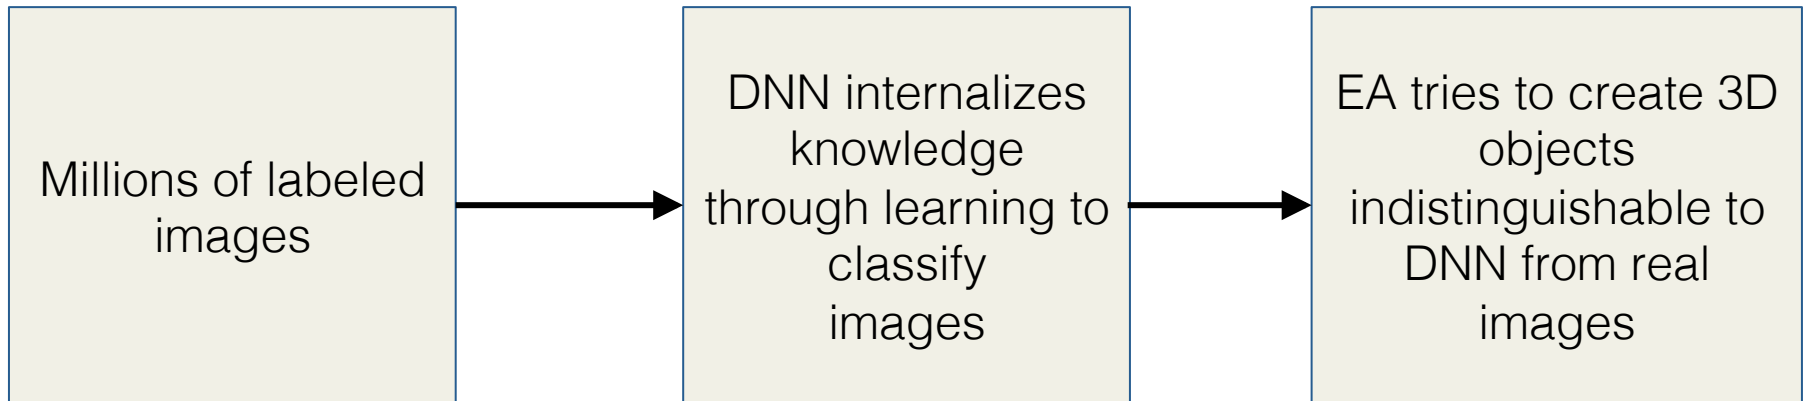 Millions of labeled
images
DNN internalizes
knowledge
through learning to
classify
images
EA tries to create 3D
objects
indistinguishable to
DNN from real
images